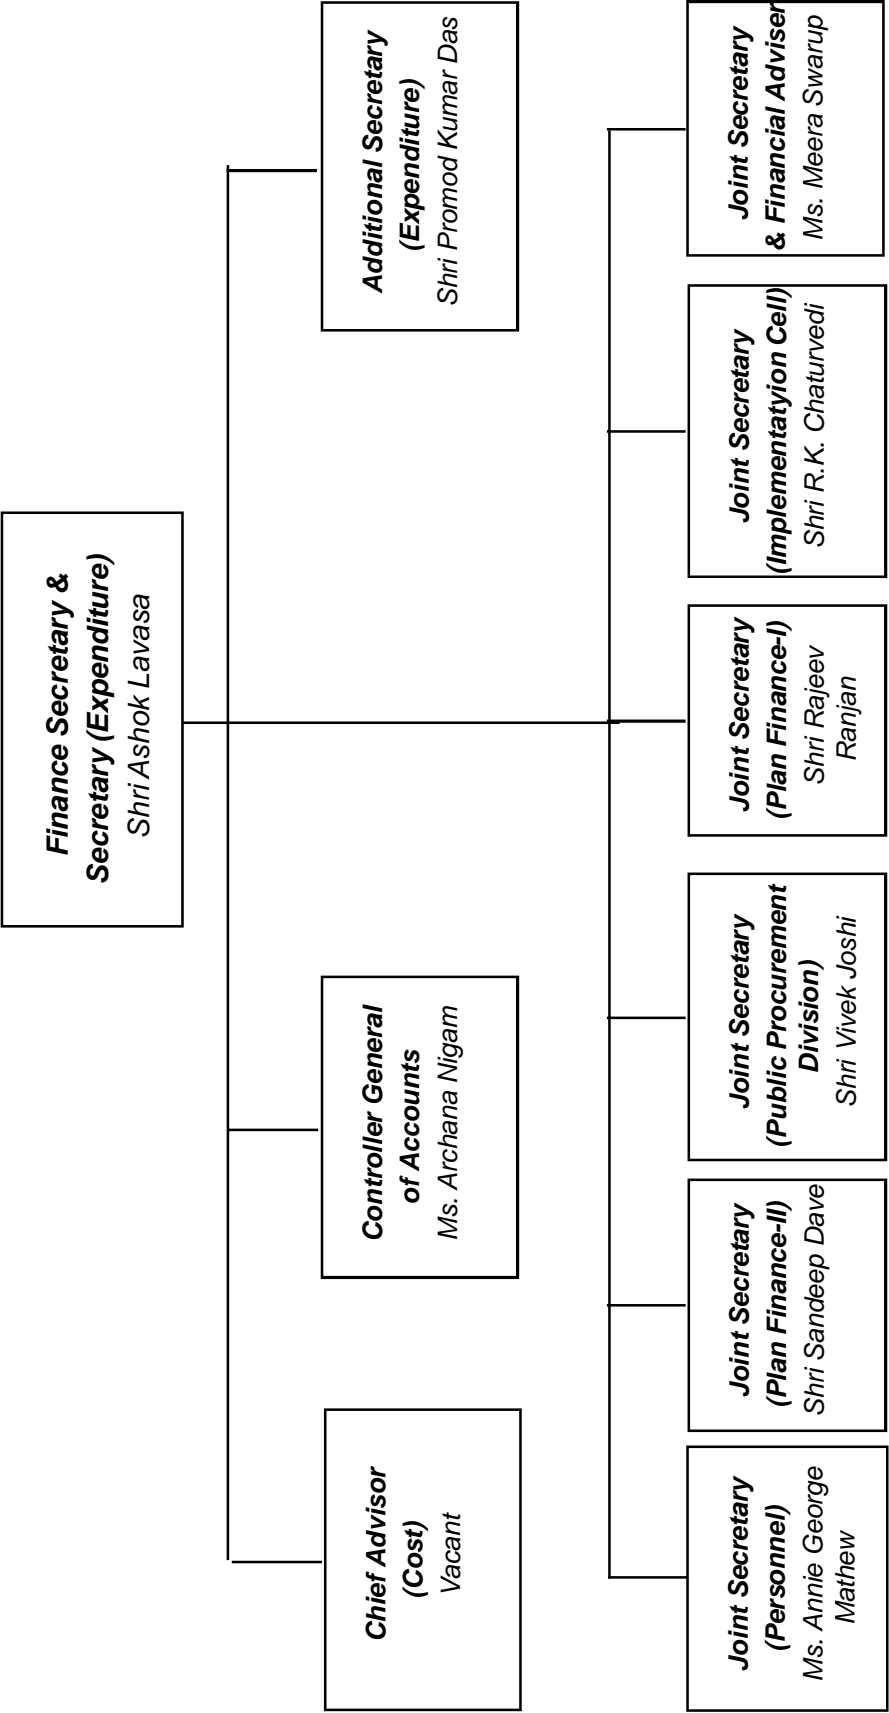 Finance Secretary &
Secretary (Expenditure)
Shri Ashok Lavasa
Chief Advisor
(Cost)
Vacant
Controller General
of Accounts
Ms. Archana Nigam
Additional Secretary
(Expenditure)
Shri Promod Kumar Das
Joint Secretary
(Personnel)
Ms. Annie George
Mathew
Joint Secretary
(Plan Finance-II)
Shri Sandeep Dave
Joint Secretary
(Public Procurement
Division)
Shri Vivek Joshi
Joint Secretary
(Plan Finance-I)
Shri Rajeev
Ranjan
Joint Secretary
(Implementatyion Cell)
Shri R.K. Chaturvedi
Joint Secretary
& Financial Adviser
Ms. Meera Swarup